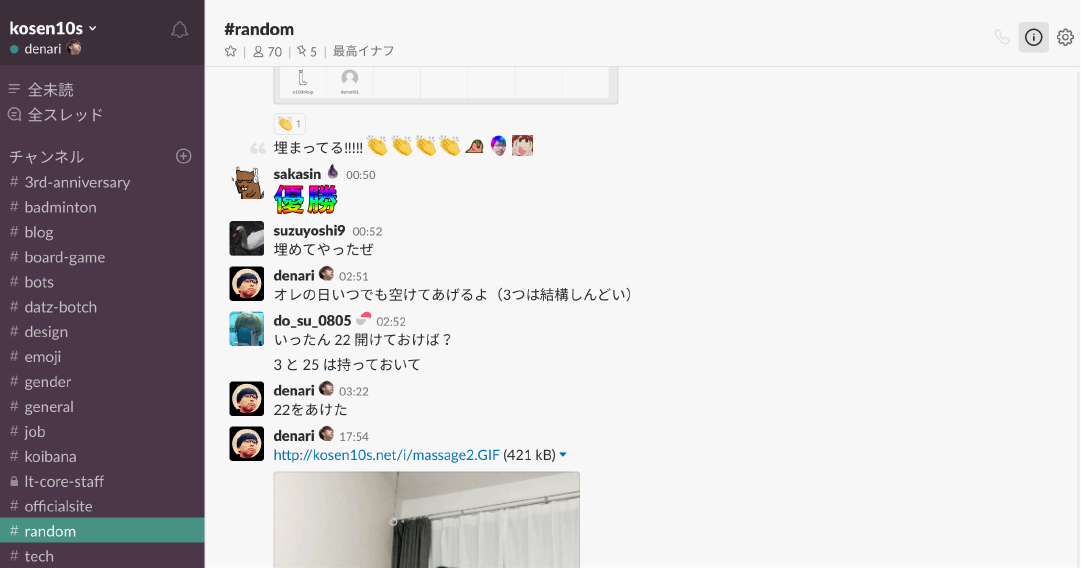 kosen10s
denari
全未読
全スレッド
チャンネル
# 3rd-anniversary
# badminton
# blog
# board-game
# bots
# datz-botch
# design
# emoji
# gender
# general
# job
# koibana
lt-core-staff
# officialsite
# random
# tech
#random
70 | 5 | 最高イナフ
denari01
1
埋まってる!!!!!
sakasin 00:50
優勝
suzuyoshi9 00:52
埋めてやったぜ
denari 02:51
オレの日いつでも空けてあげるよ（3つは結構しんどい）
do_su_0805 02:52
いったん 22 開けておけば？
3 と 25 は持っておいて
denari 03:22
22をあけた
denari 17:54
http://kosen10s.net/i/massage2.GIF (421 kB)